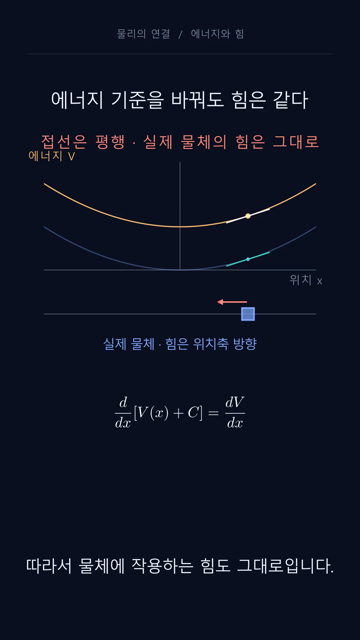 물리의 연결 / 에너지와 힘
에너지 기준을 바꿔도 힘은 같다
접선은 평행 · 실제 물체의 힘은 그대로
에너지 V
위치 x
실제 물체 · 힘은 위치축 방향
d/dx [V(x) + C] = dV/dx
따라서 물체에 작용하는 힘도 그대로입니다.